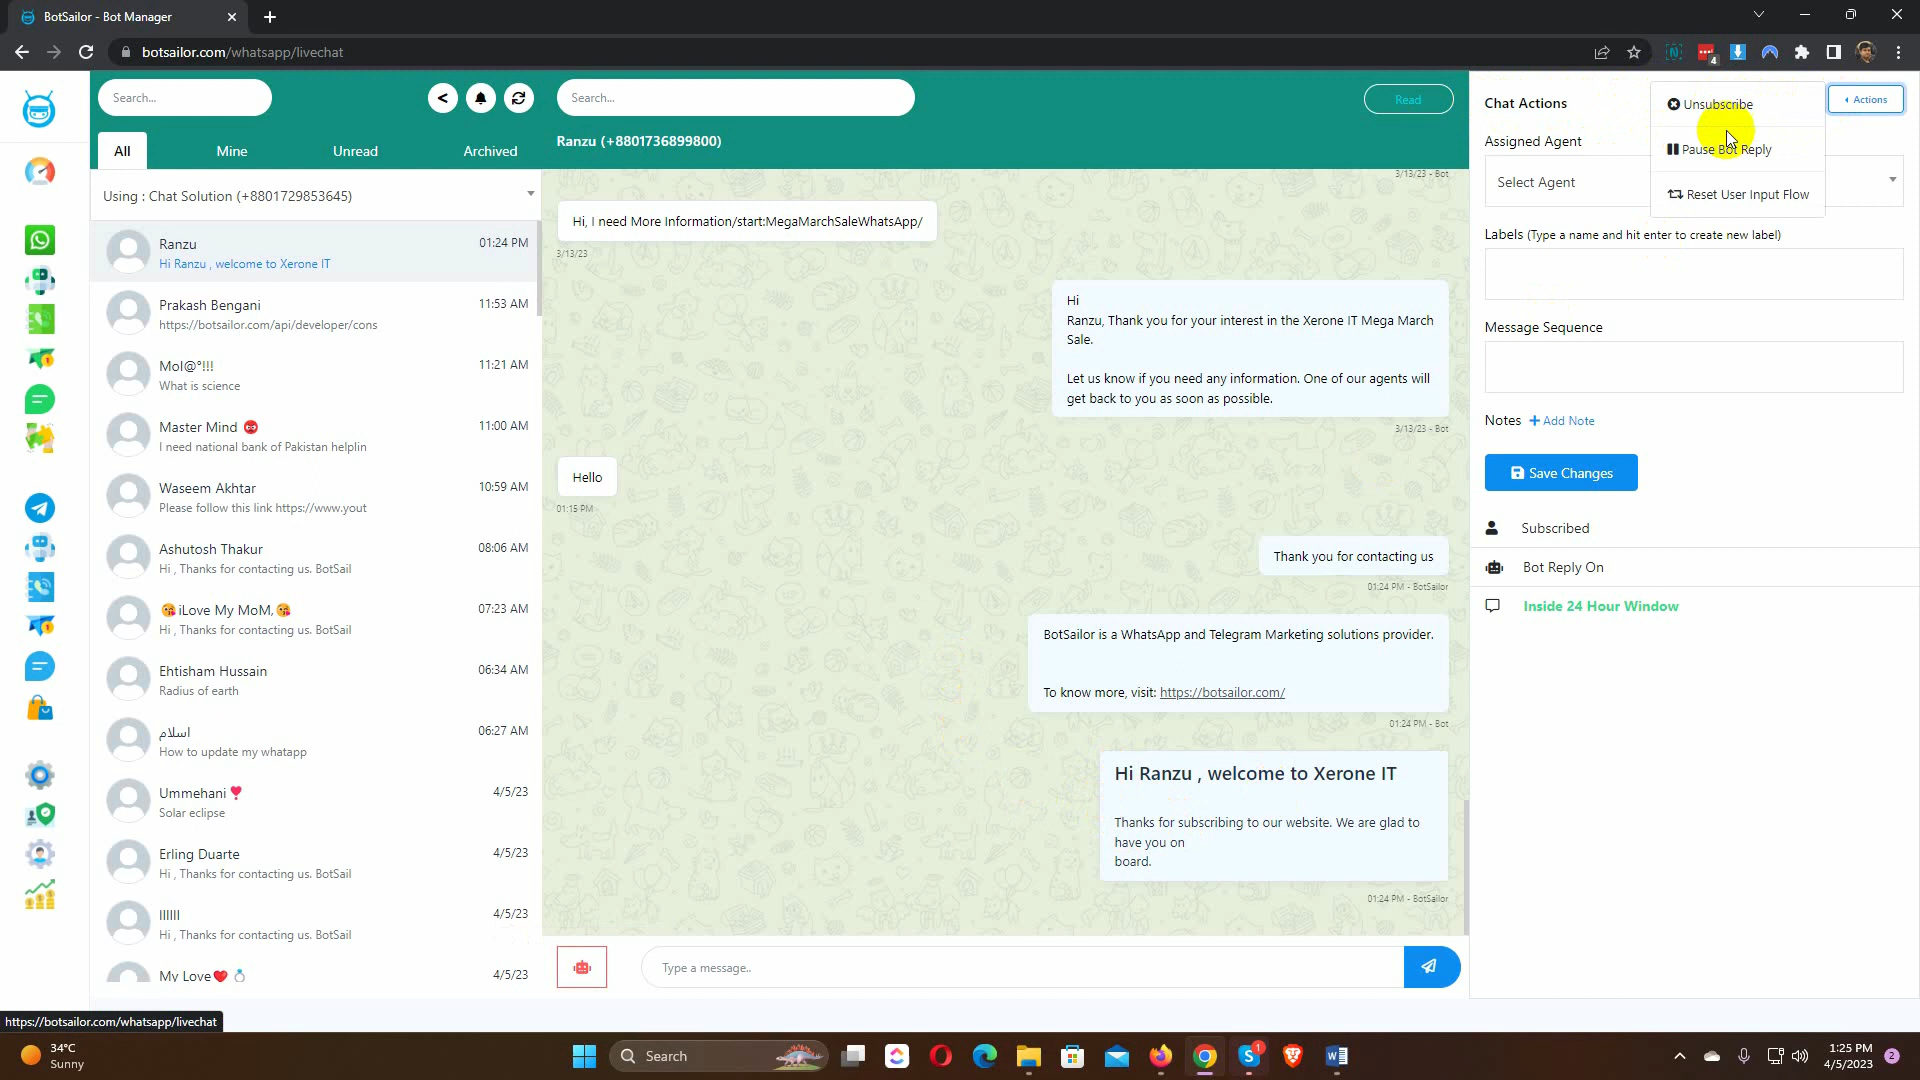 BotSailor - Bot Manager
botsailor.com/whatsapp/livechat
4
Search...
Search...
Read
All
Mine
Unread
Archived
Ranzu (+8801736899800)
Using : Chat Solution (+8801729853645)
Ranzu
01:24 PM
Hi Ranzu , welcome to Xerone IT
Prakash Bengani
11:53 AM
https://botsailor.com/api/developer/cons
Mol@°!!!
11:21 AM
What is science
Master Mind 👹
11:00 AM
I need national bank of Pakistan helplin
Waseem Akhtar
10:59 AM
Please follow this link https://www.yout
Ashutosh Thakur
08:06 AM
Hi , Thanks for contacting us. BotSail
😘iLove My MoM,😘
07:23 AM
Hi , Thanks for contacting us. BotSail
Ehtisham Hussain
06:34 AM
Radius of earth
اسلام
06:27 AM
How to update my whatapp
Ummehani❣
4/5/23
Solar eclipse
Erling Duarte
4/5/23
Hi , Thanks for contacting us. BotSail
llllll
4/5/23
Hi , Thanks for contacting us. BotSail
My Love❤ 💍
4/5/23
3/13/23 - Bot
Hi, I need More Information/start:MegaMarchSaleWhatsApp/
3/13/23
Hi
Ranzu, Thank you for your interest in the Xerone IT Mega March
Sale.
Let us know if you need any information. One of our agents will
get back to you as soon as possible.
3/13/23 - Bot
Hello
01:15 PM
Thank you for contacting us
01:24 PM - BotSailor
BotSailor is a WhatsApp and Telegram Marketing solutions provider.
To know more, visit: https://botsailor.com/
01:24 PM - Bot
Hi Ranzu , welcome to Xerone IT
Thanks for subscribing to our website. We are glad to
have you on
board.
01:24 PM - BotSailor
Type a message..
Chat Actions
Actions
Unsubscribe
Pause Bot Reply
Reset User Input Flow
Assigned Agent
Select Agent
Labels (Type a name and hit enter to create new label)
Message Sequence
Notes + Add Note
Save Changes
Subscribed
Bot Reply On
Inside 24 Hour Window
https://botsailor.com/whatsapp/livechat
34°C
Sunny
Search
1
1:25 PM
4/5/2023
2